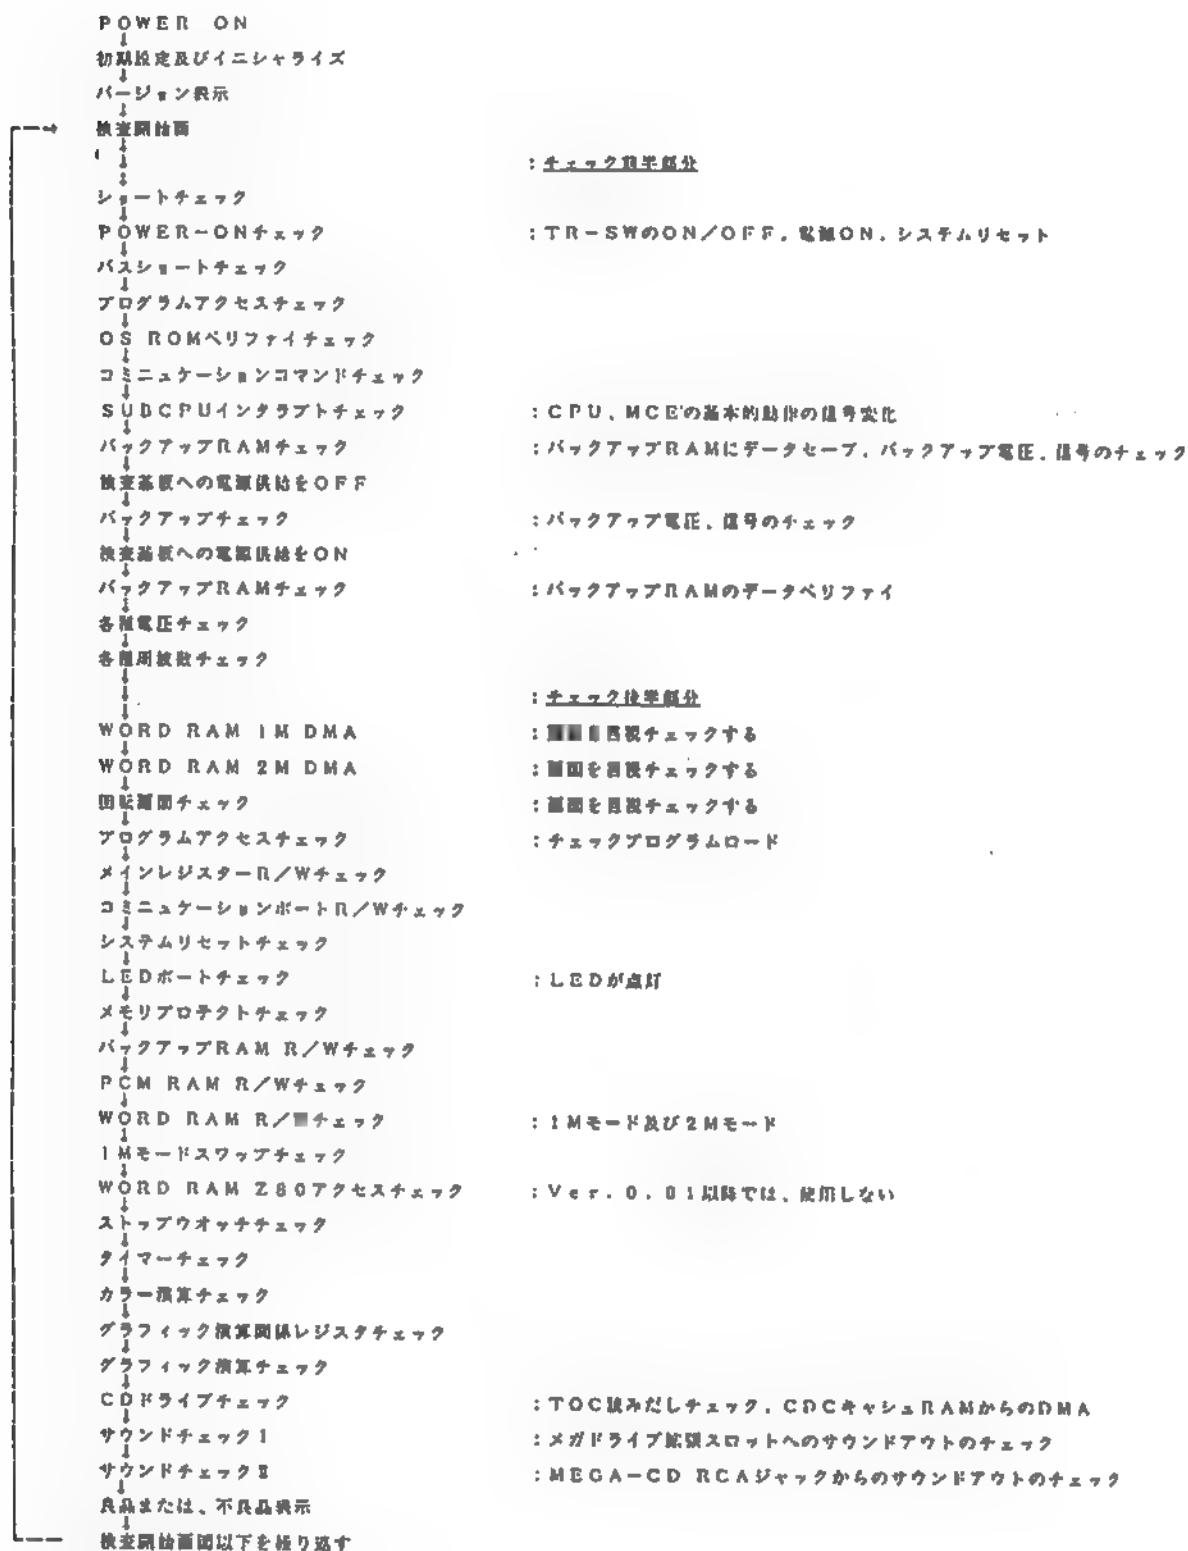 POWER ON
初期設定及びイニシャライズ
バージョン表示
検査開始画
:チェック前半部分
ショートチェック
POWER-ONチェック :TR-SWのON/OFF,電源ON,システムリセット
バスショートチェック
プログラムアクセスチェック
OS ROMベリファイチェック
コミニュケーションコマンドチェック
SUBCPUインタラプトチェック :CPU、MCEの基本的動作の信号変化
バックアップRAMチェック :バックアップRAMにデータセーブ,バックアップ電圧、信号のチェック
検査基板への電源供給をOFF
バックアップチェック :バックアップ電圧、信号のチェック
検査基板への電源供給をON
バックアップRAMチェック :バックアップRAMのデータベリファイ
各種電圧チェック
各種周波数チェック
:チェック後半部分
WORD RAM 1M DMA :目視チェックする
WORD RAM 2M DMA :画面を目視チェックする
回転画面チェック :画面を目視チェックする
プログラムアクセスチェック :チェックプログラムロード
メインレジスターR/Wチェック
コミニュケーションポートR/Wチェック
システムリセットチェック
LEDポートチェック :LEDが点灯
メモリプロテクトチェック
バックアップRAM R/Wチェック
PCM RAM R/Wチェック
WORD RAM R/チェック :1Mモード及び2Mモード
1Mモードスワップチェック
WORD RAM Z80アクセスチェック :Ver.0.01以降では、使用しない
ストップウオッチチェック
タイマーチェック
カラー演算チェック
グラフィック演算関係レジスタチェック
グラフィック演算チェック
CDドライブチェック :TOC読みだしチェック,CDCキャシュRAMからのDMA
サウンドチェックⅠ :メガドライブ拡張スロットへのサウンドアウトのチェック
サウンドチェックⅡ :MEGA-CD RCAジャックからのサウンドアウトのチェック
良品または、不良品表示
検査開始画面以下を繰り返す